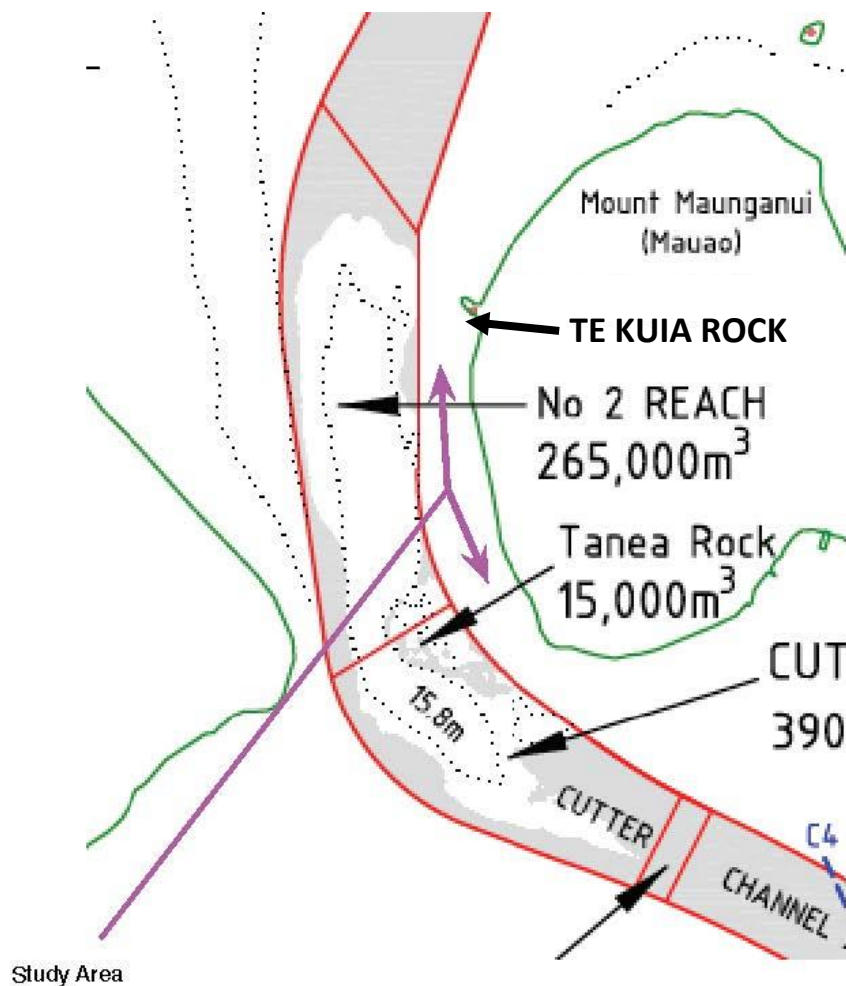 Mount Maunganui
(Mauao)
TE KUIA ROCK
No 2 REACH
265,000m³
Tanea Rock
15,000m³
CUT
390
15.8m
CUTTER
C4
CHANNEL
Study Area